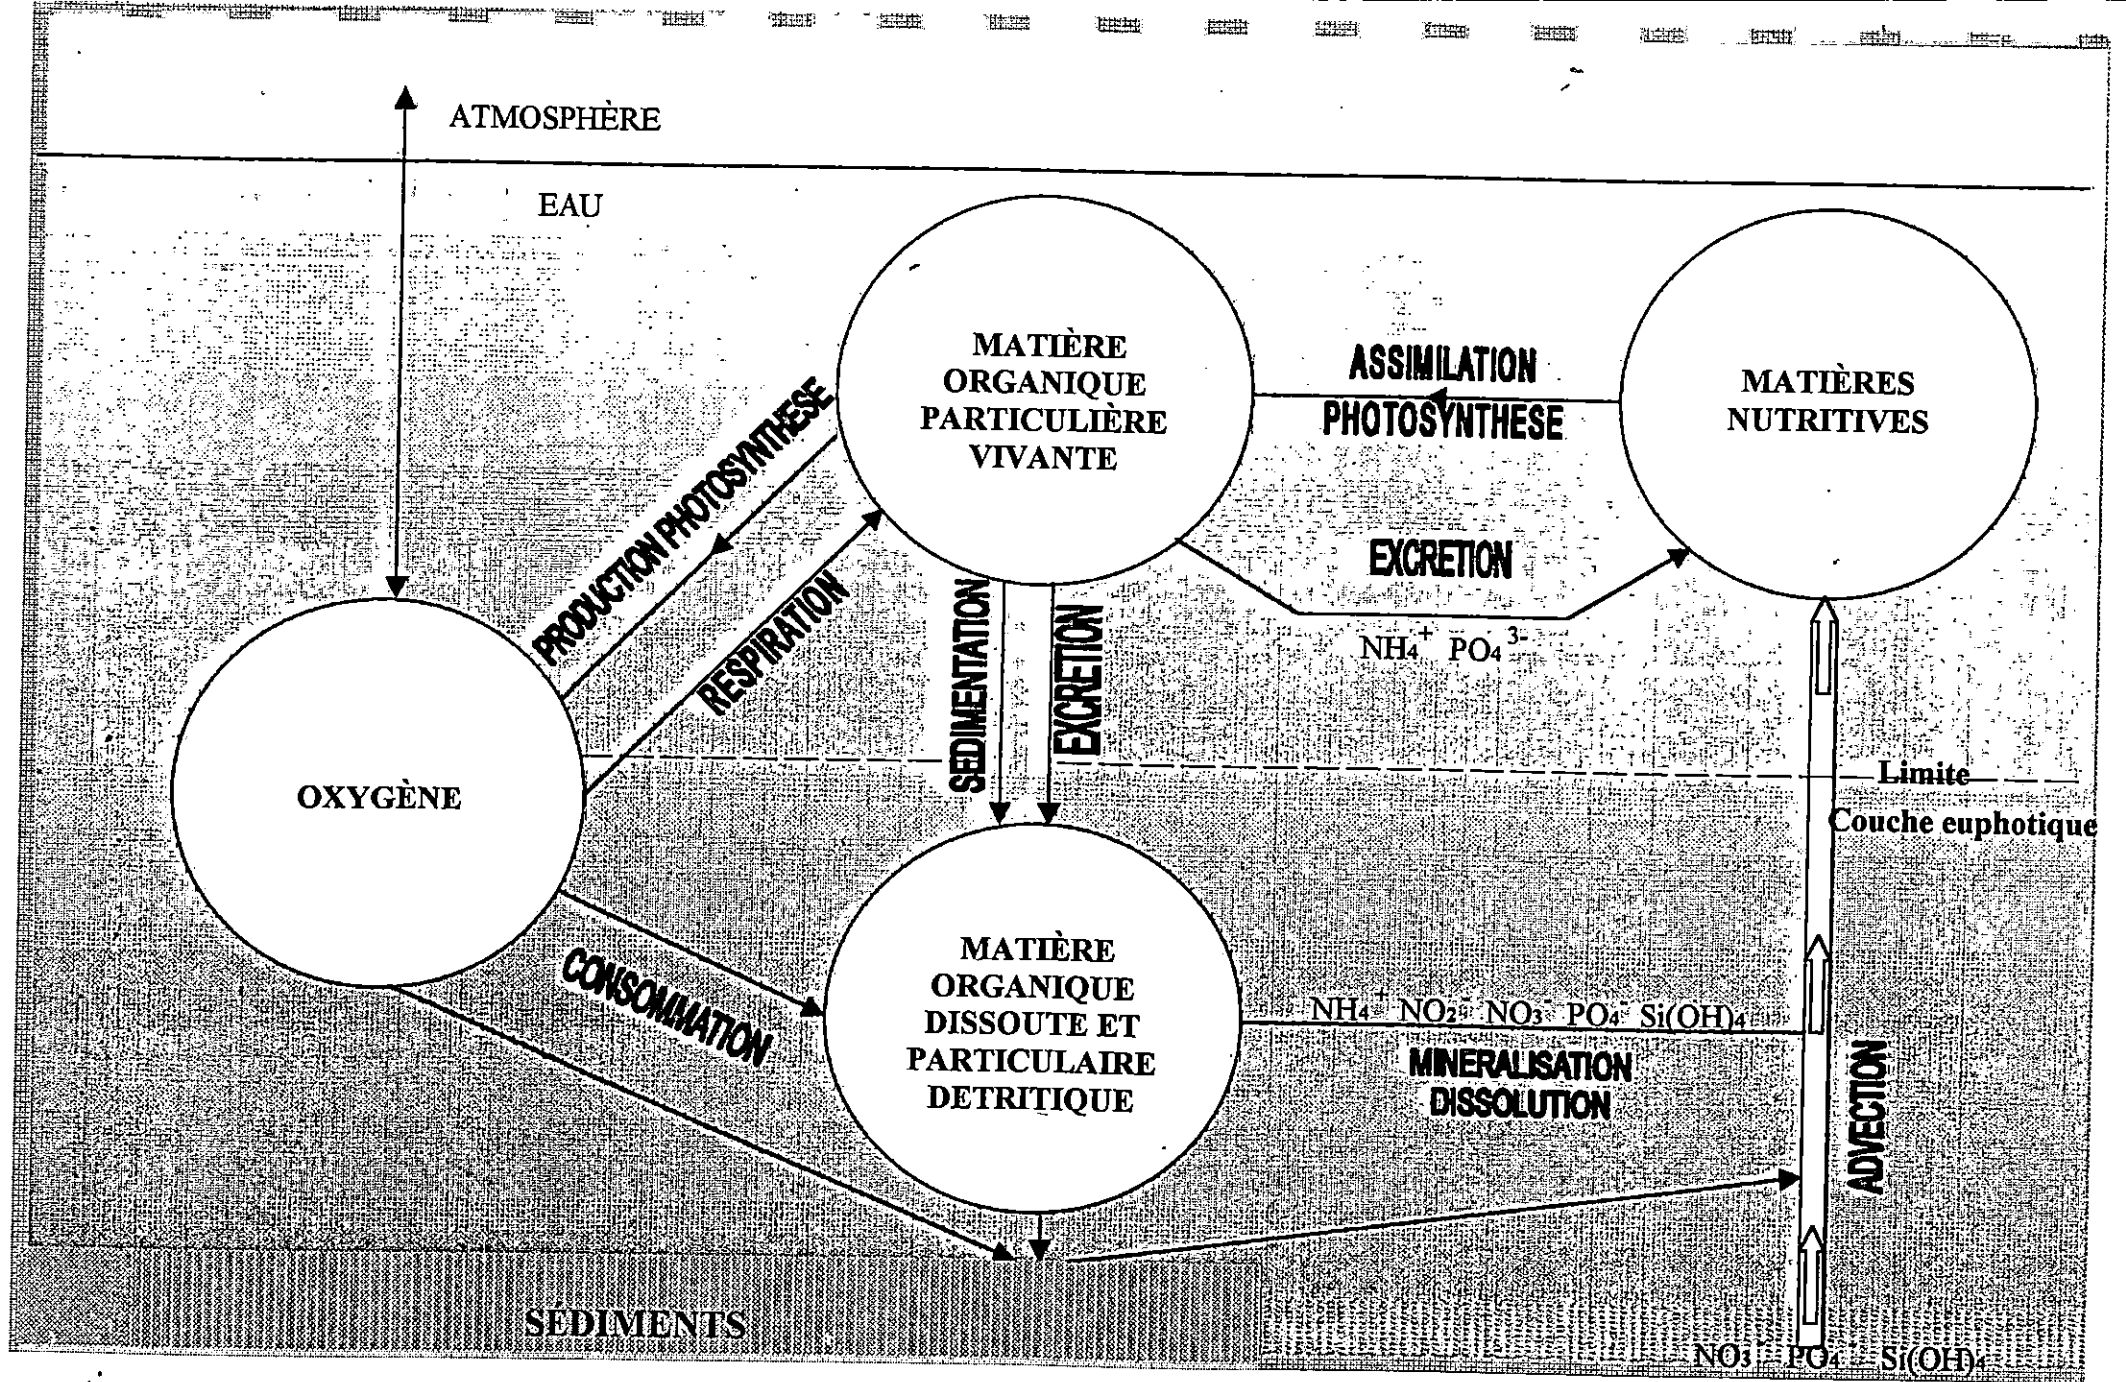 ATMOSPHÈRE
EAU
MATIÈRE
ORGANIQUE
PARTICULIÈRE
VIVANTE
ASSIMILATION
PHOTOSYNTHESE
MATIÈRES
NUTRITIVES
PRODUCTION PHOTOSYNTHESE
RESPIRATION
EXCRETION
NH4+ PO4 3-
SEDIMENTATION
EXCRETION
OXYGÈNE
Limite
Couche euphotique
CONSOMMATION
MATIÈRE
ORGANIQUE
DISSOUTE ET
PARTICULAIRE
DETRITIQUE
NH4+ NO2- NO3- PO4- Si(OH)4
MINERALISATION
DISSOLUTION
ADVECTION
SÉDIMENTS
NO3- PO4- Si(OH)4